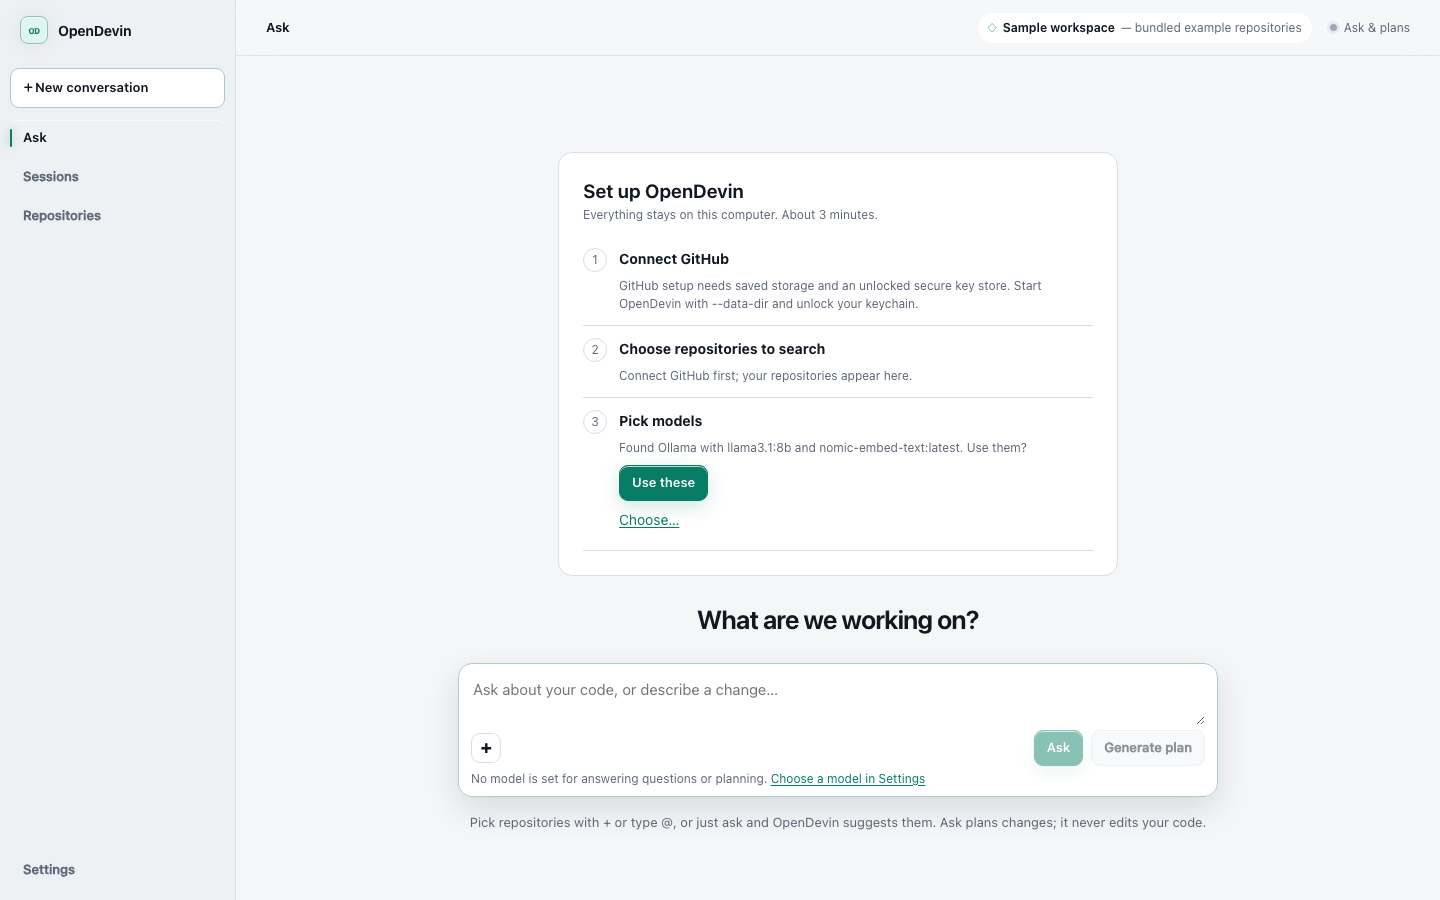 OD OpenDevin
+ New conversation
Ask
Sessions
Repositories
Settings
Ask
Sample workspace — bundled example repositories
Ask & plans
Set up OpenDevin
Everything stays on this computer. About 3 minutes.
1 Connect GitHub
GitHub setup needs saved storage and an unlocked secure key store. Start
OpenDevin with --data-dir and unlock your keychain.
2 Choose repositories to search
Connect GitHub first; your repositories appear here.
3 Pick models
Found Ollama with llama3.1:8b and nomic-embed-text:latest. Use them?
Use these
Choose...
What are we working on?
Ask about your code, or describe a change...
+ Ask Generate plan
No model is set for answering questions or planning. Choose a model in Settings
Pick repositories with + or type @, or just ask and OpenDevin suggests them. Ask plans changes; it never edits your code.